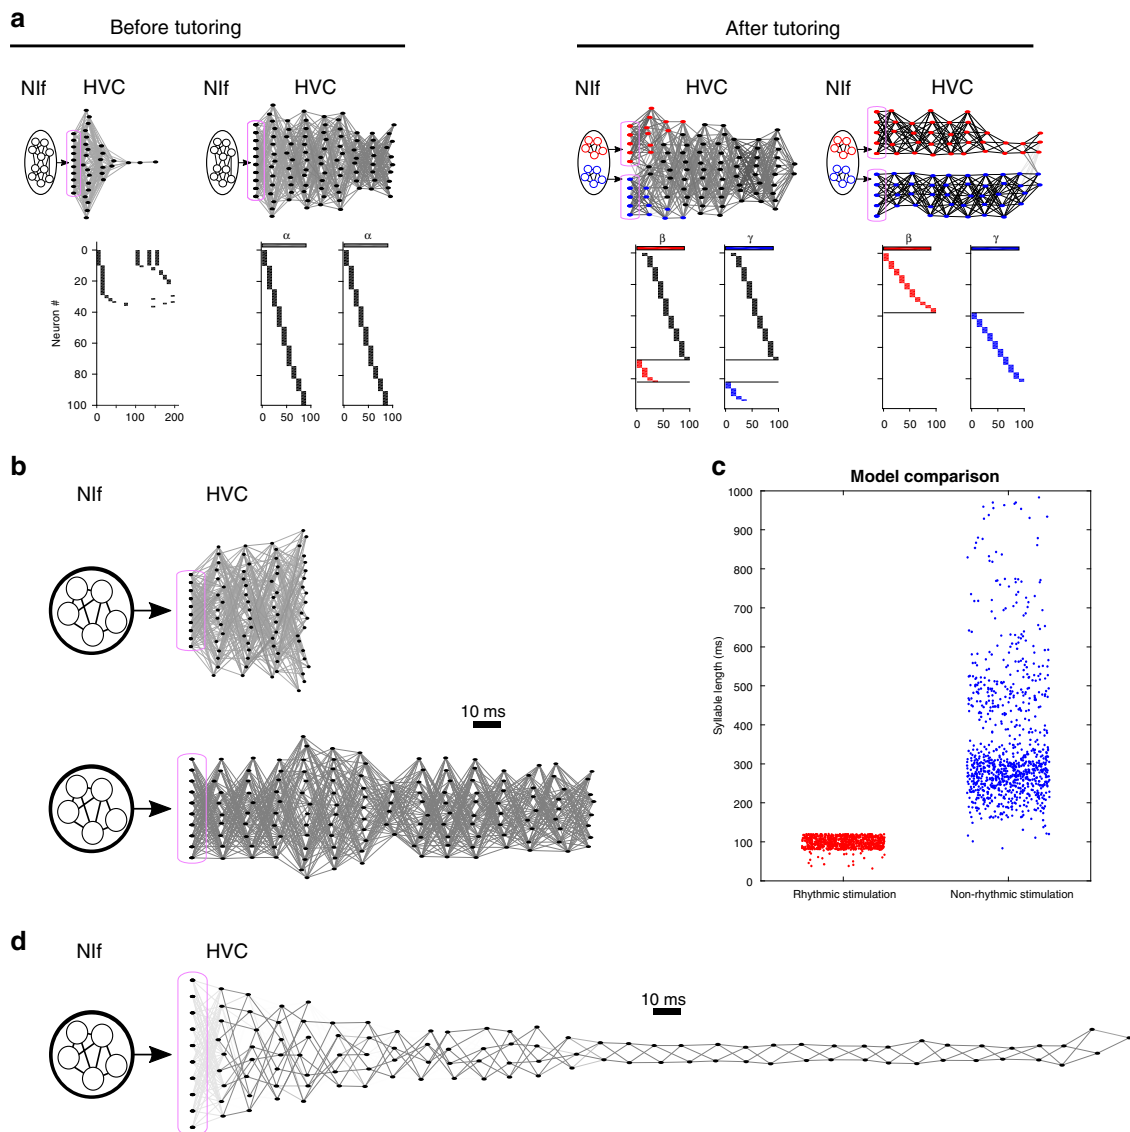 a
Before tutoring
After tutoring
NIf HVC NIf HVC NIf HVC NIf HVC
α α β γ β γ
0
20
40
60
80
100
Neuron #
0 100 200 0 50 100 0 50 100 0 50 100 0 50 100 0 50 100 0 50 100
b
NIf HVC
10 ms
c
Model comparison
1000
900
800
700
600
500
400
300
200
100
0
Syllable length (ms)
Rhythmic stimulation Non-rhythmic stimulation
d
NIf HVC
10 ms